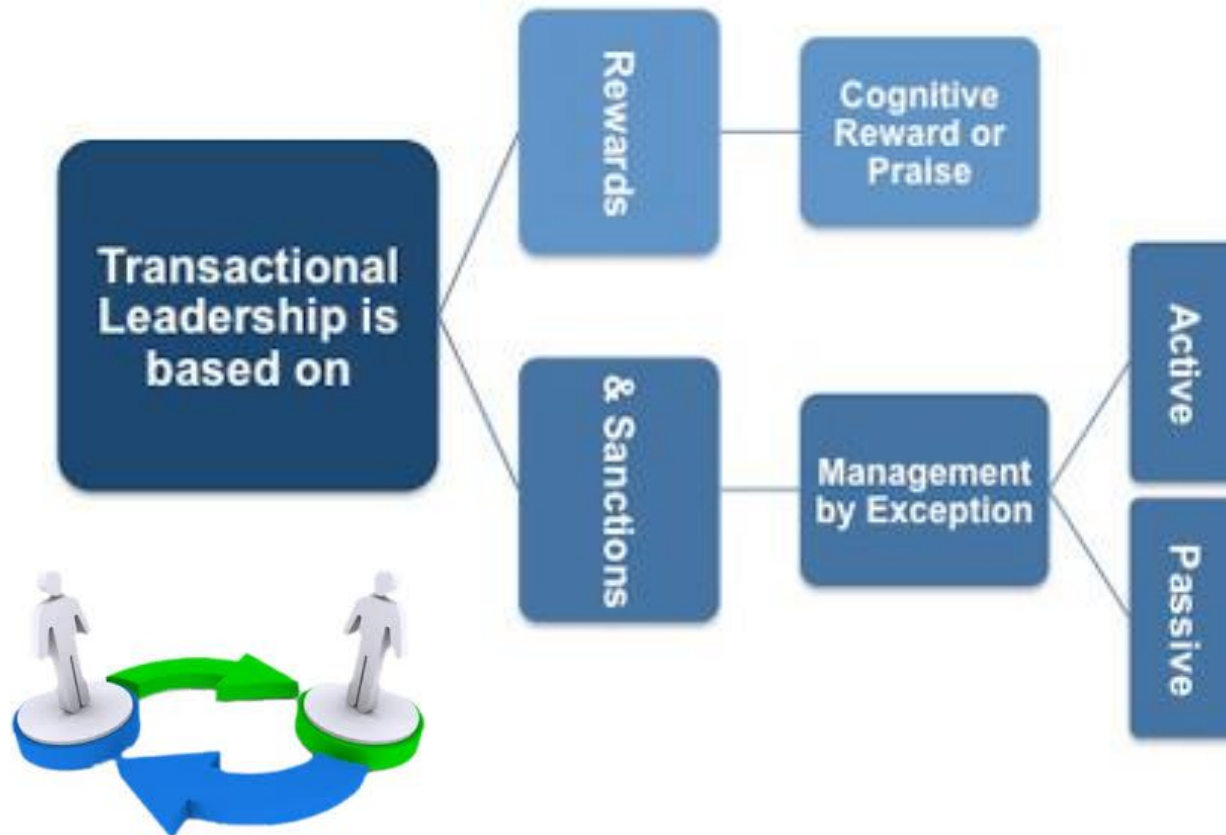 Transactional
Leadership is
based on
Rewards
Cognitive
Reward or
Praise
& Sanctions
Management
by Exception
Active
Passive